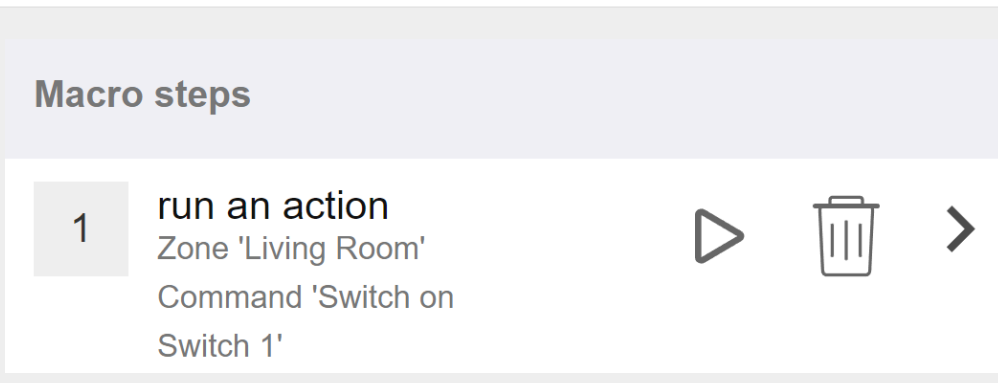 Macro steps
1
run an action
Zone 'Living Room'
Command 'Switch on
Switch 1'